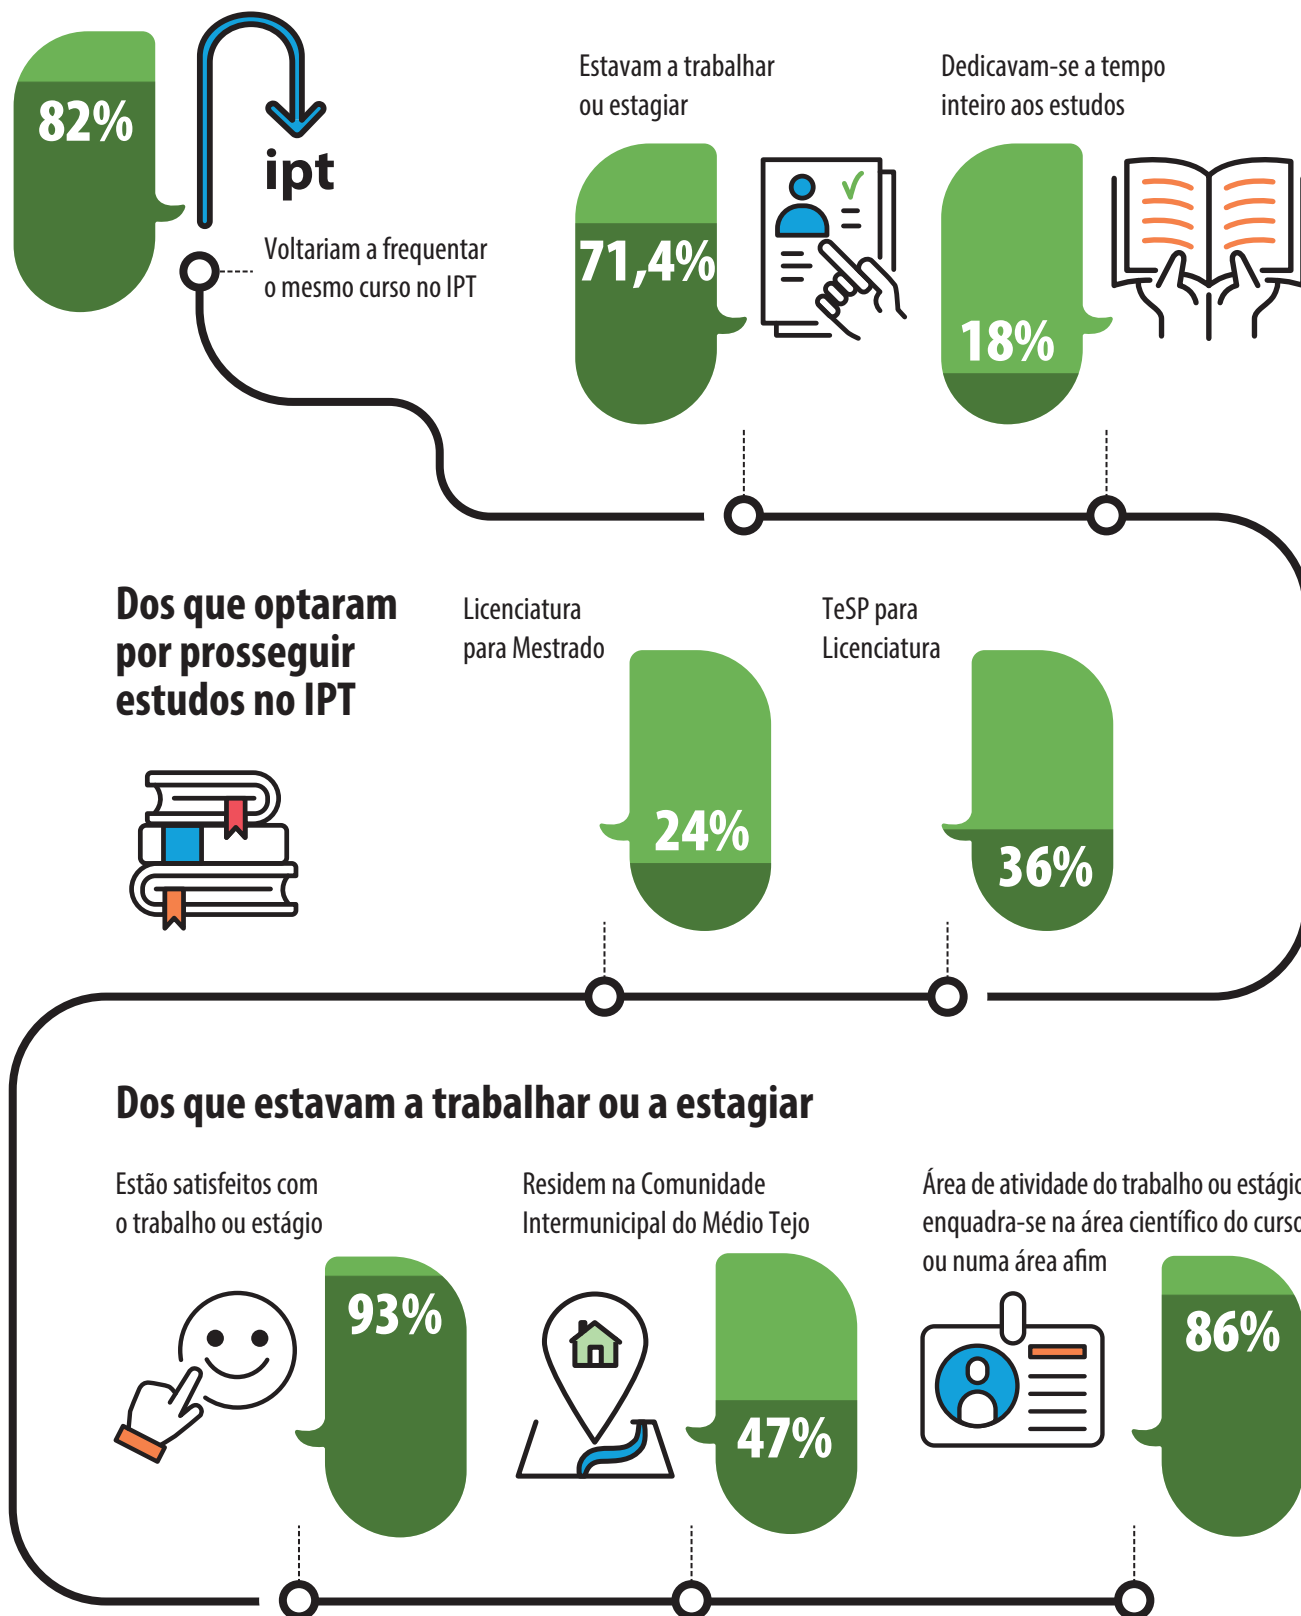 82%
ipt
Voltariam a frequentar
o mesmo curso no IPT
Estavam a trabalhar
ou estagiar
71,4%
Dedicavam-se a tempo
inteiro aos estudos
18%
Dos que optaram
por prosseguir
estudos no IPT
Licenciatura
para Mestrado
24%
TeSP para
Licenciatura
36%
Dos que estavam a trabalhar ou a estagiar
Estão satisfeitos com
o trabalho ou estágio
93%
Residem na Comunidade
Intermunicipal do Médio Tejo
47%
Área de atividade do trabalho ou estágio
enquadra-se na área científico do curso
ou numa área afim
86%